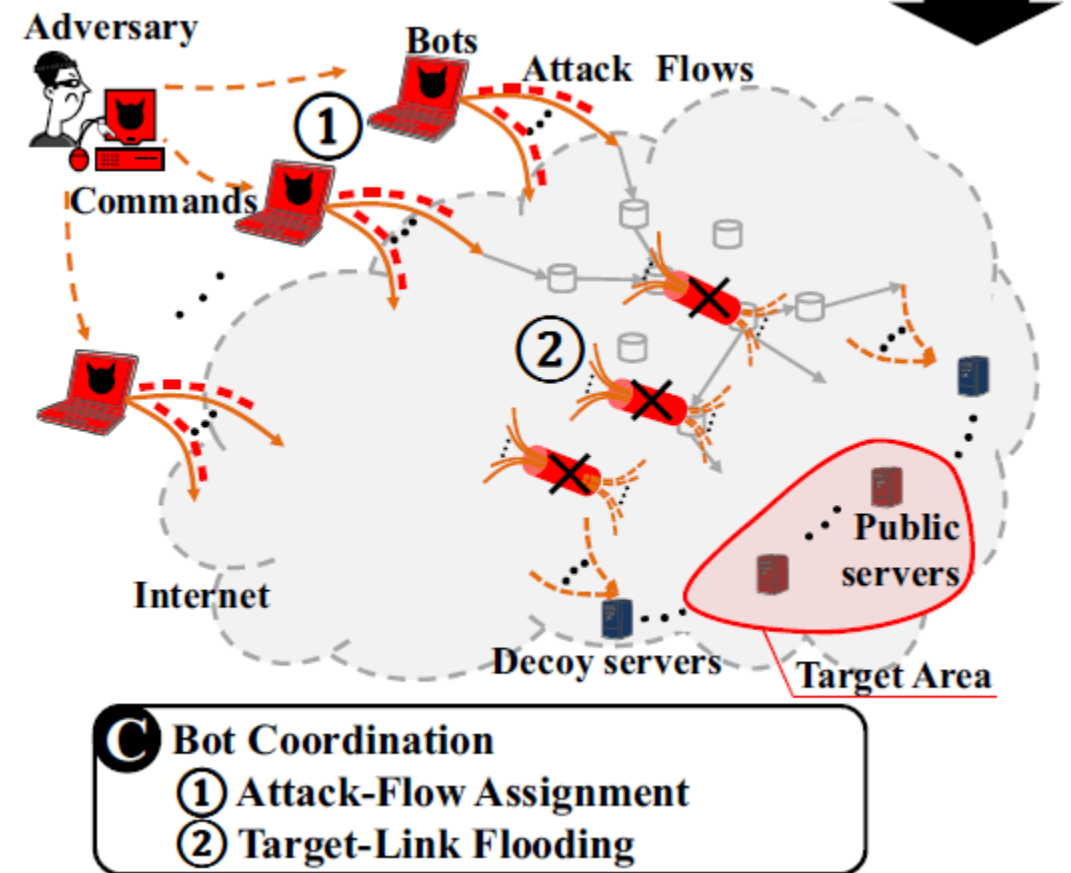 Adversary
Bots
Attack Flows
①
Commands
②
Public
servers
Internet
Decoy servers
Target Area
C Bot Coordination
① Attack-Flow Assignment
② Target-Link Flooding